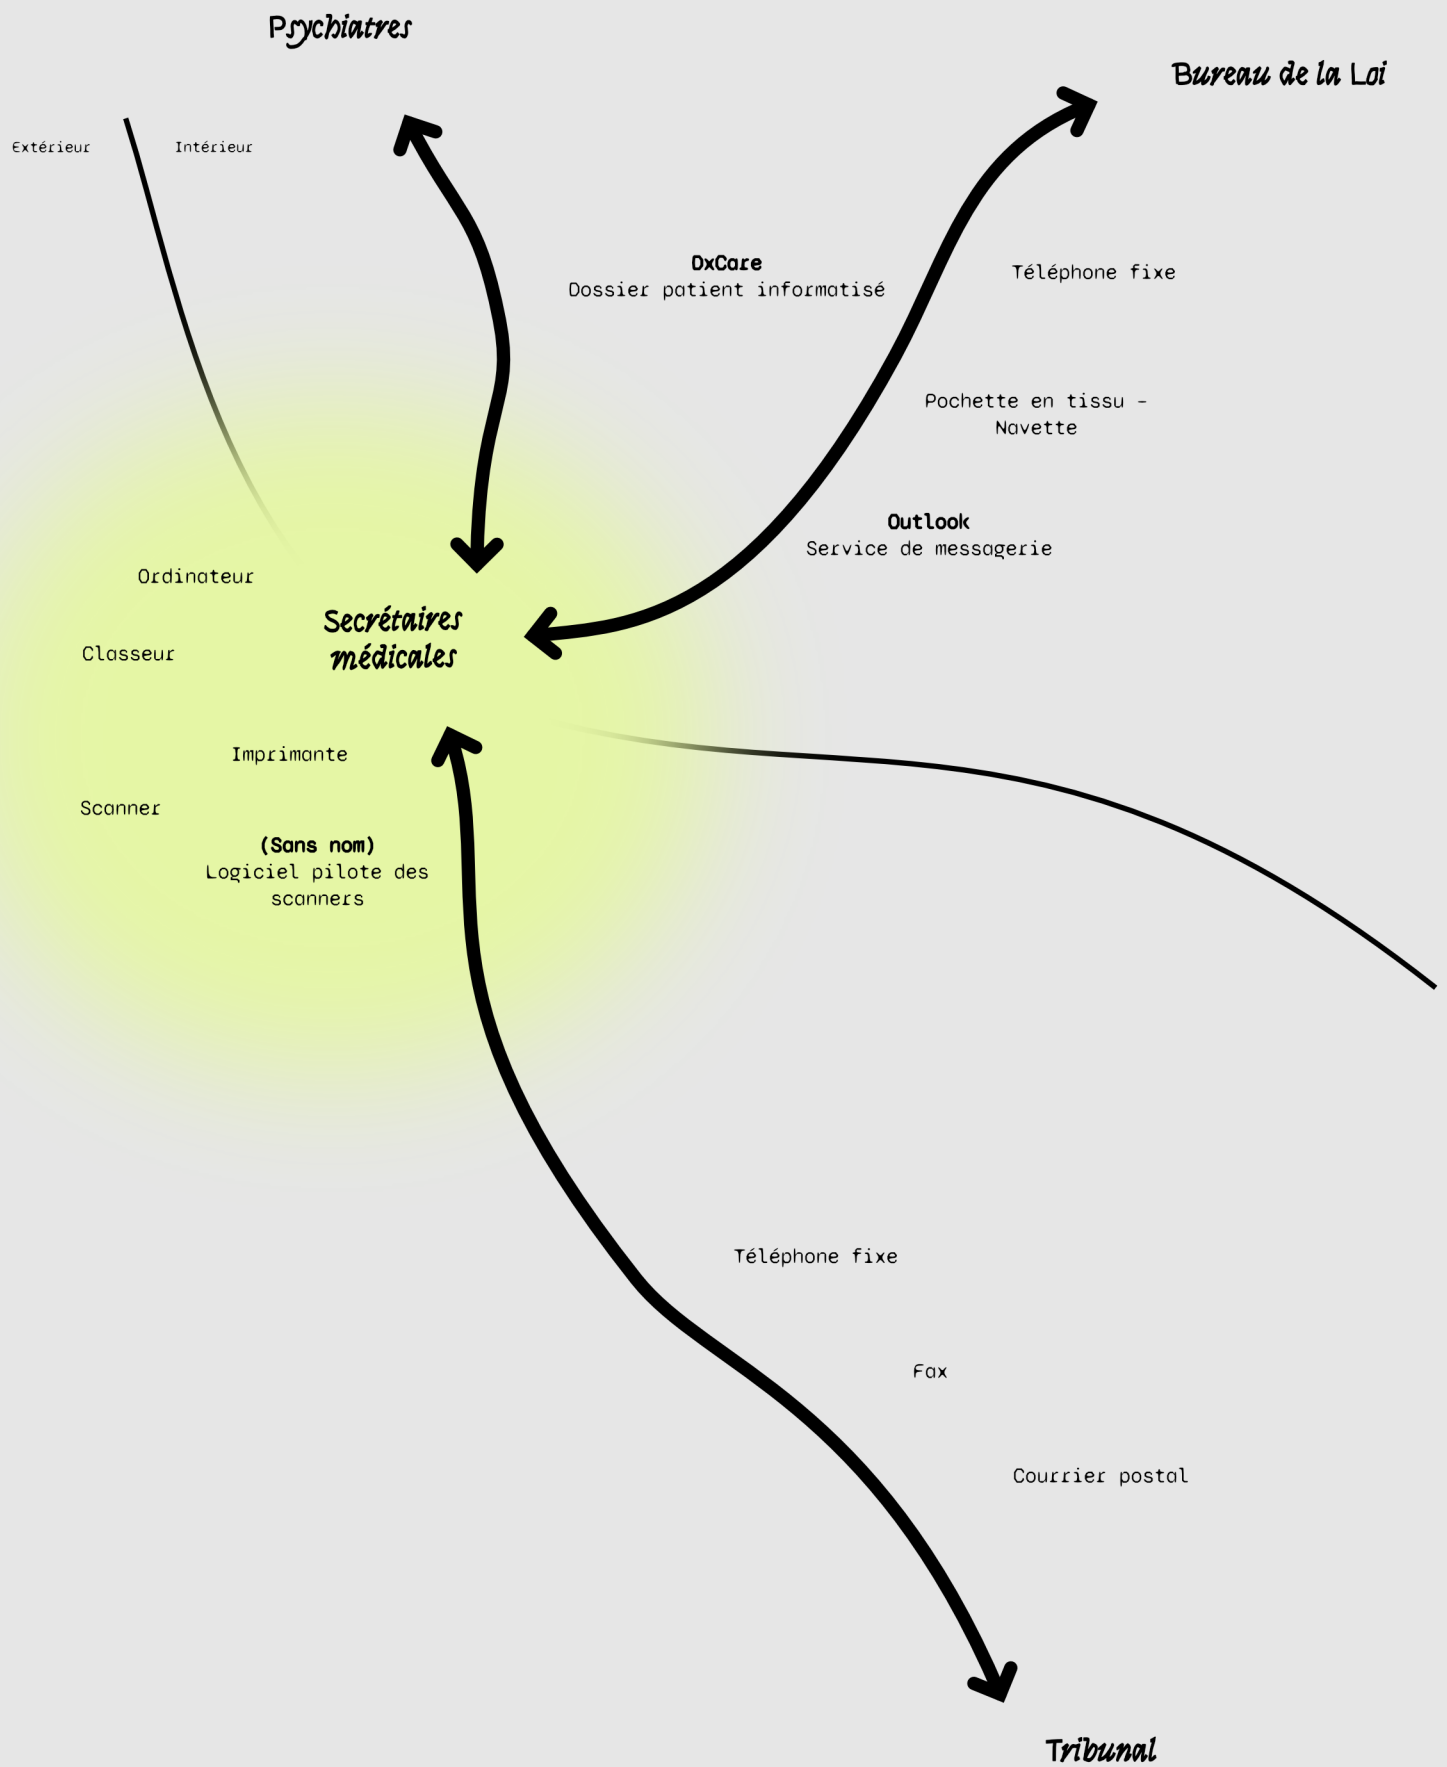 Psychiatres
Bureau de la Loi
Extérieur
Intérieur
OxCare
Dossier patient informatisé
Téléphone fixe
Pochette en tissu –
Navette
Outlook
Service de messagerie
Ordinateur
Secrétaires
médicales
Classeur
Imprimante
Scanner
(Sans nom)
Logiciel pilote des
scanners
Téléphone fixe
Fax
Courrier postal
Tribunal